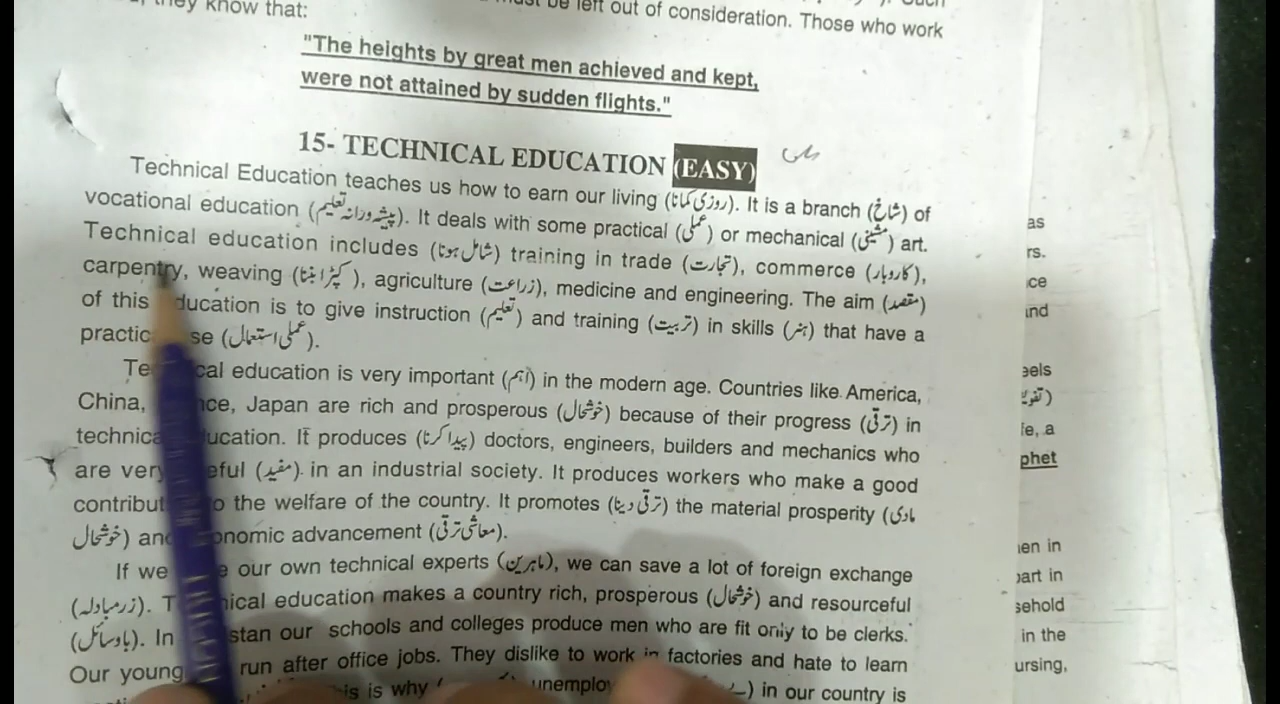 they know that:
must be left out of consideration. Those who work
"The heights by great men achieved and kept,
were not attained by sudden flights."
15- TECHNICAL EDUCATION (EASY)
Technical Education teaches us how to earn our living (روزی کمانا). It is a branch (شاخ) of
vocational education (پیشہ ورانہ تعلیم). It deals with some practical (عملی) or mechanical (مشینی) art.
Technical education includes (شامل ہونا) training in trade (تجارت), commerce (کاروبار),
carpentry, weaving (کپڑا بننا), agriculture (زراعت), medicine and engineering. The aim (مقصد)
of this education is to give instruction (تعلیم) and training (تربیت) in skills (ہنر) that have a
practic se (عملی استعمال).
Te cal education is very important (اہم) in the modern age. Countries like America,
China, nce, Japan are rich and prosperous (خوشحال) because of their progress (ترقی) in
technica ucation. It produces (پیدا کرنا) doctors, engineers, builders and mechanics who
are very eful (مفید) in an industrial society. It produces workers who make a good
contribut o the welfare of the country. It promotes (ترقی دینا) the material prosperity (مادی
خوشحال) and onomic advancement (معاشی ترقی).
If we our own technical experts (ماہرین), we can save a lot of foreign exchange
(زرمبادلہ). T nical education makes a country rich, prosperous (خوشحال) and resourceful
(باوسائل). In stan our schools and colleges produce men who are fit only to be clerks.
Our young run after office jobs. They dislike to work in factories and hate to learn
is is why unemploy in our country is
as
rs.
ce
nd
eels
fe, a
phet
en in
part in
sehold
in the
ursing,